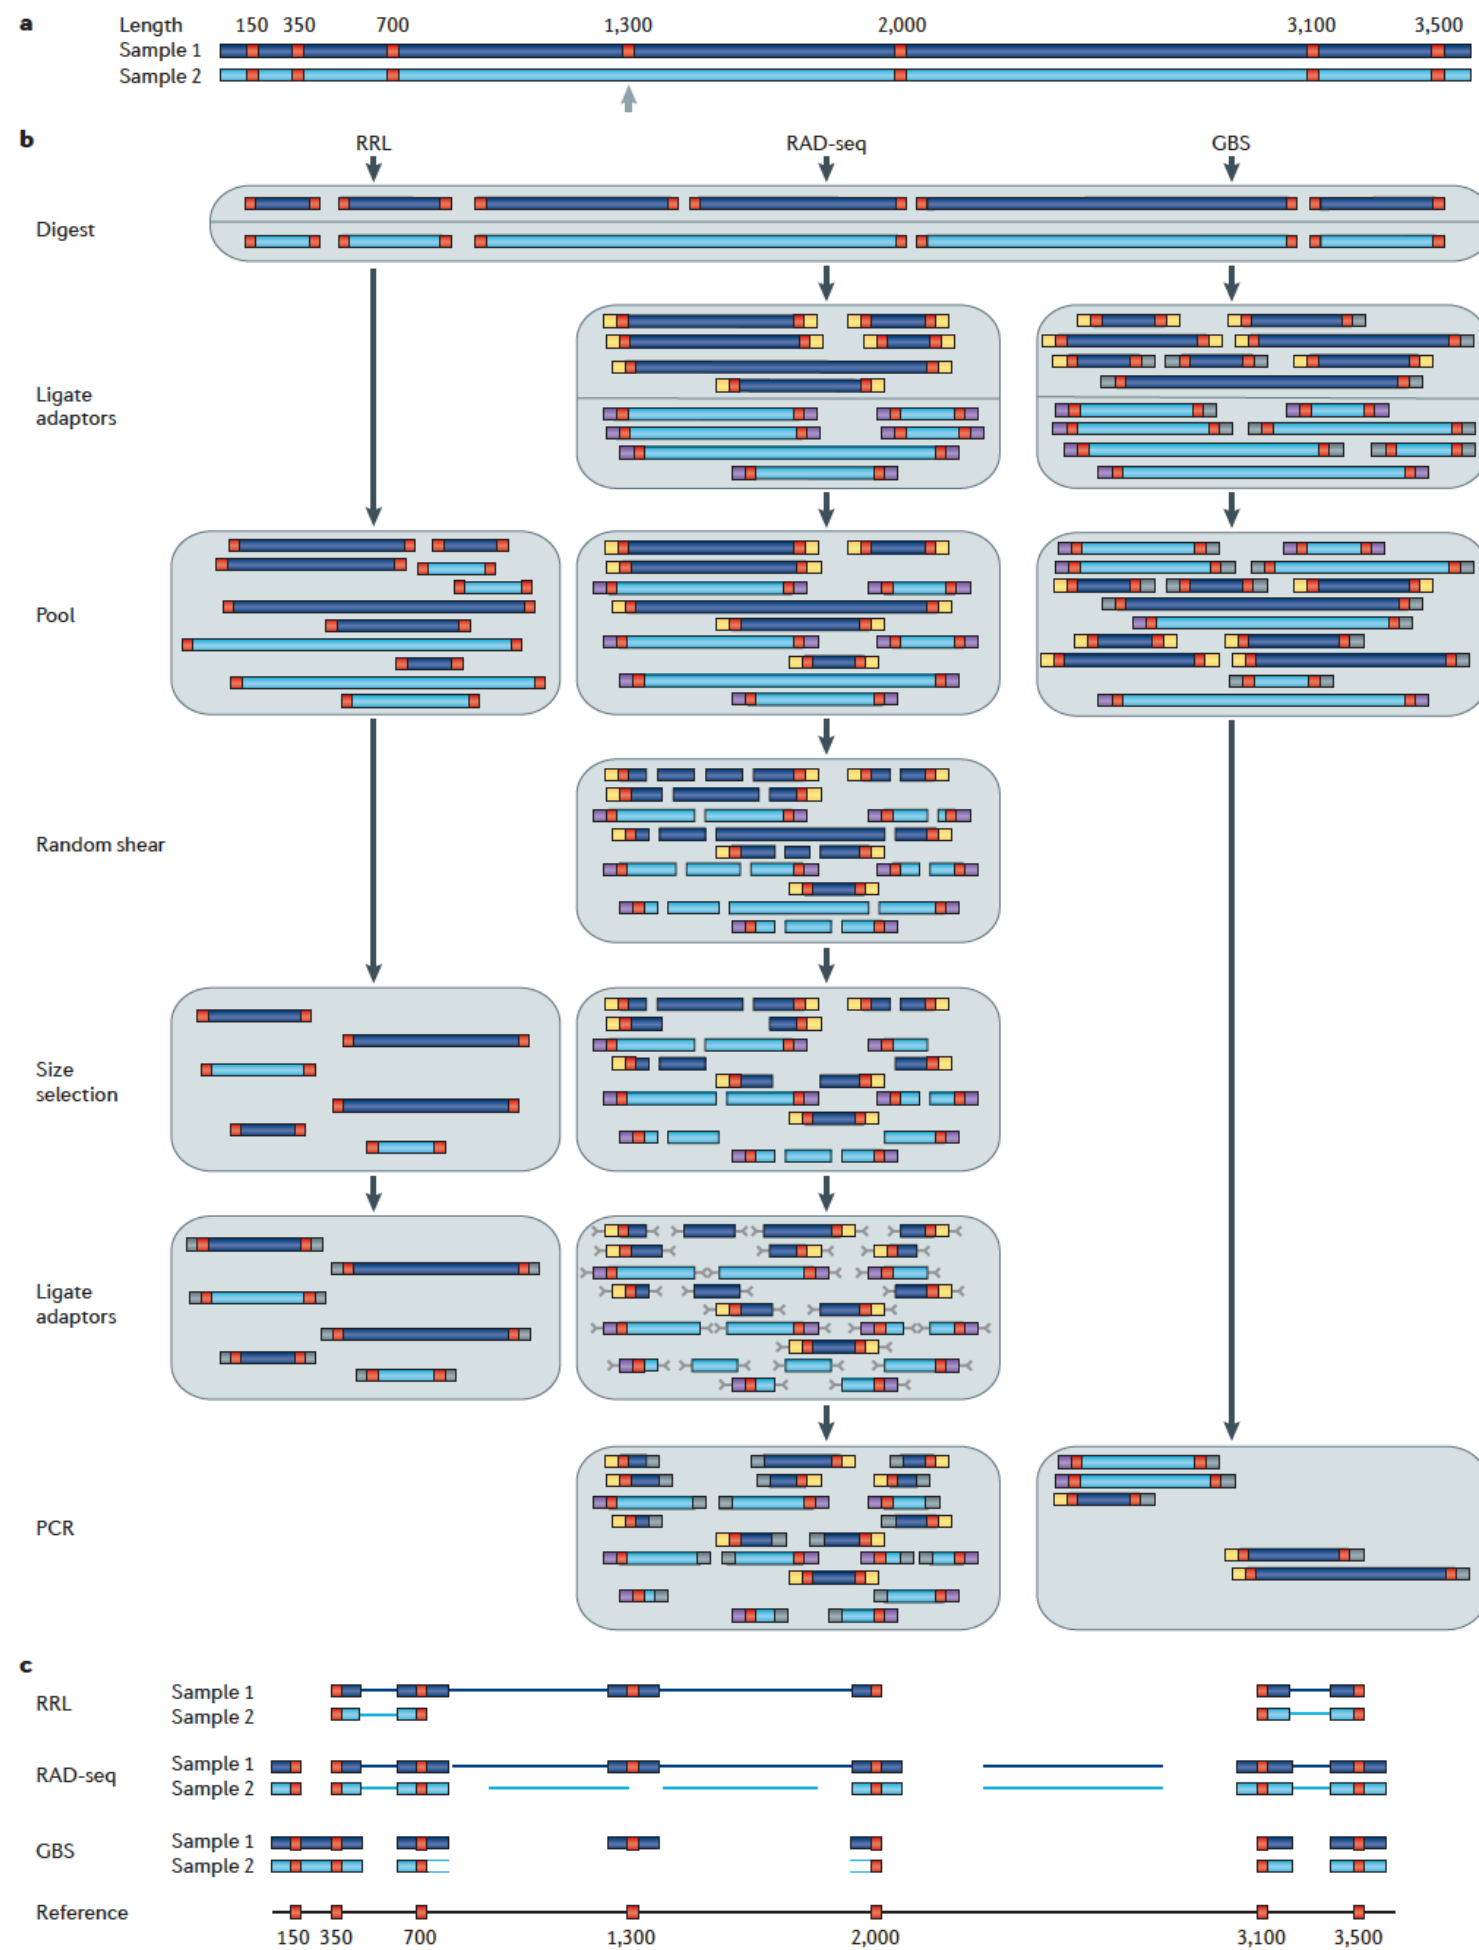 a
Length 150 350 700 1,300 2,000 3,100 3,500
Sample 1
Sample 2
b
RRL RAD-seq GBS
Digest
Ligate
adaptors
Pool
Random shear
Size
selection
Ligate
adaptors
PCR
c
RRL
Sample 1
Sample 2
RAD-seq
Sample 1
Sample 2
GBS
Sample 1
Sample 2
Reference
150 350 700 1,300 2,000 3,100 3,500